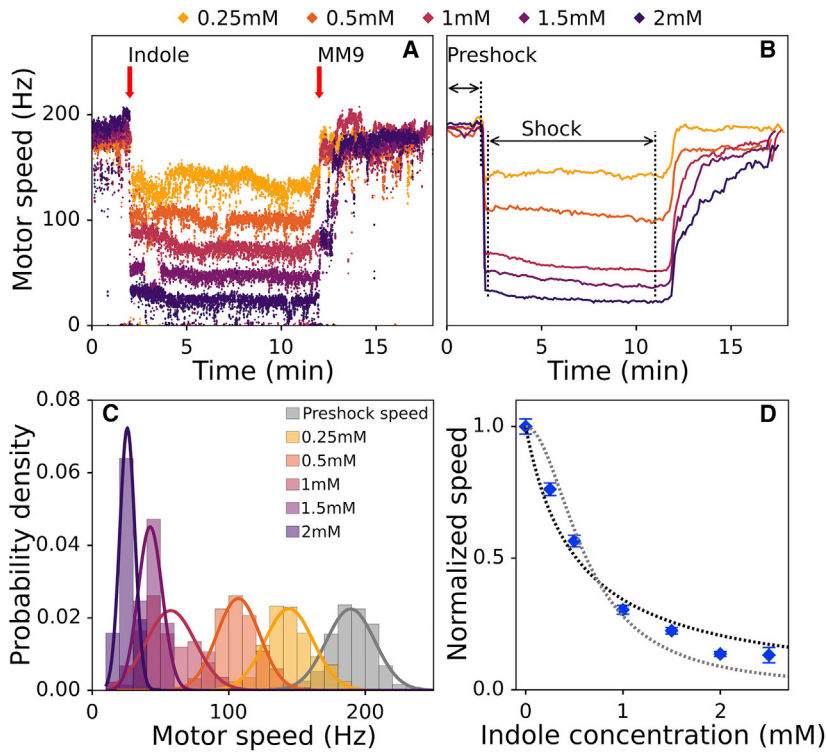 0.25mM 0.5mM 1mM 1.5mM 2mM
Indole MM9 A
Motor speed (Hz)
200
100
0
0 5 10 15
Time (min)
Preshock B
Shock
0 5 10 15
Time (min)
C
Probability density
0.08
0.06
0.04
0.02
0.00
Preshock speed
0.25mM
0.5mM
1mM
1.5mM
2mM
0 100 200
Motor speed (Hz)
D
Normalized speed
1.0
0.5
0.0
0 1 2
Indole concentration (mM)